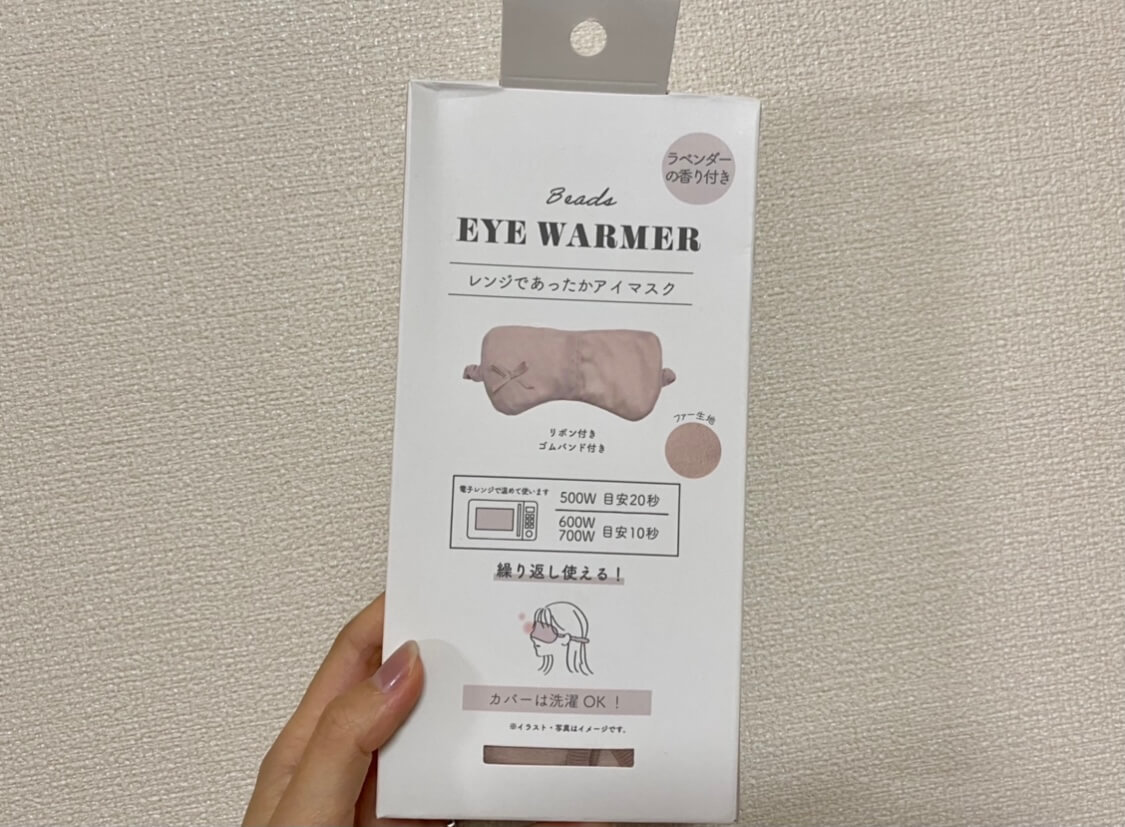 ラベンダー
の香り付き
Beads
EYE WARMER
レンジであったかアイマスク
リボン付き
ゴムバンド付き
ファー生地
電子レンジで温めて使います
500W 目安20秒
600W
700W 目安10秒
繰り返し使える！
カバーは洗濯OK！
※イラスト・写真はイメージです。